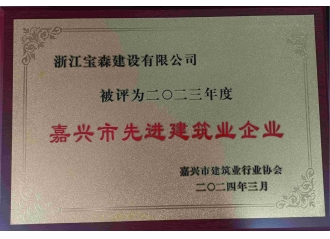 浙江宝森建设有限公司
被评为二〇二三年度
嘉兴市先进建筑业企业
嘉兴市建筑业行业协会
二〇二四年三月